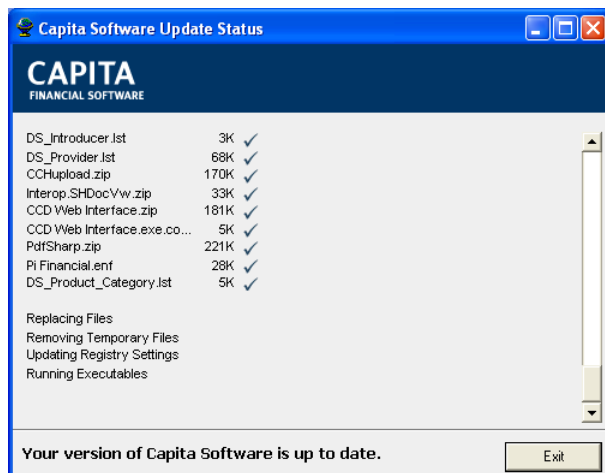 Capita Software Update Status
CAPITA
FINANCIAL SOFTWARE
DS_Introducer.lst 3K
DS_Provider.lst 68K
CCHupload.zip 170K
Interop.SHDocVw.zip 33K
CCD Web Interface.zip 181K
CCD Web Interface.exe.co... 5K
PdfSharp.zip 221K
Pi Financial.enf 28K
DS_Product_Category.lst 5K
Replacing Files
Removing Temporary Files
Updating Registry Settings
Running Executables
Your version of Capita Software is up to date.
Exit